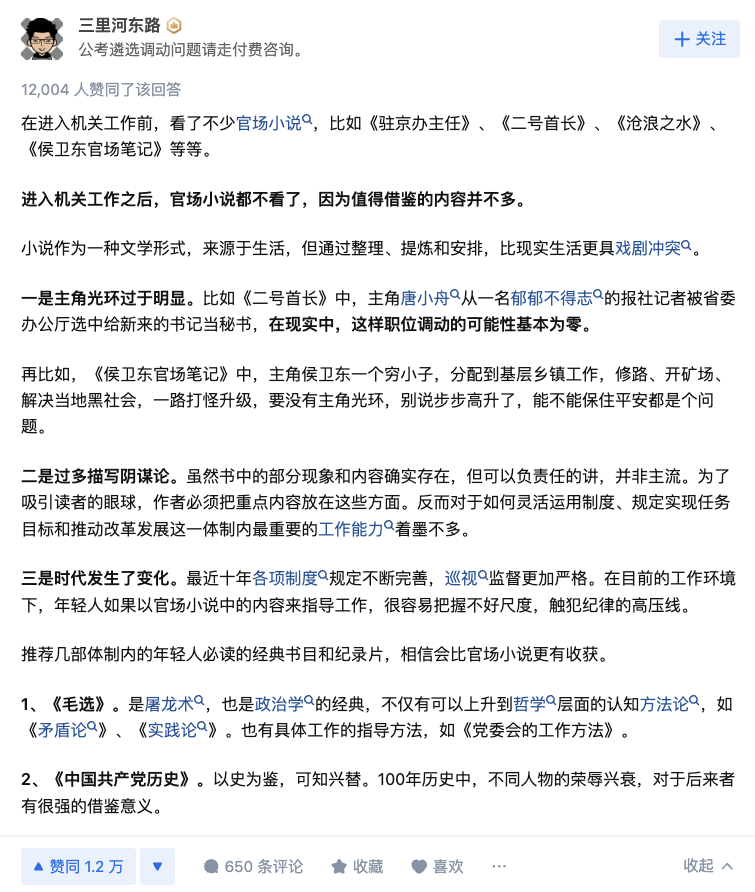 三里河东路
公考遴选调动问题请走付费咨询。
+ 关注
12,004 人赞同了该回答
在进入机关工作前，看了不少官场小说，比如《驻京办主任》、《二号首长》、《沧浪之水》、
《侯卫东官场笔记》等等。
进入机关工作之后，官场小说都不看了，因为值得借鉴的内容并不多。
小说作为一种文学形式，来源于生活，但通过整理、提炼和安排，比现实生活更具戏剧冲突。
一是主角光环过于明显。比如《二号首长》中，主角唐小舟从一名郁郁不得志的报社记者被省委
办公厅选中给新来的书记当秘书，在现实中，这样职位调动的可能性基本为零。
再比如，《侯卫东官场笔记》中，主角侯卫东一个穷小子，分配到基层乡镇工作，修路、开矿场、
解决当地黑社会，一路打怪升级，要没有主角光环，别说步步高升了，能不能保住平安都是个问
题。
二是过多描写阴谋论。虽然书中的部分现象和内容确实存在，但可以负责任的讲，并非主流。为了
吸引读者的眼球，作者必须把重点内容放在这些方面。反而对于如何灵活运用制度、规定实现任务
目标和推动改革发展这一体制内最重要的工作能力着墨不多。
三是时代发生了变化。最近十年各项制度规定不断完善，巡视监督更加严格。在目前的工作环境
下，年轻人如果以官场小说中的内容来指导工作，很容易把握不好尺度，触犯纪律的高压线。
推荐几部体制内的年轻人必读的经典书目和纪录片，相信会比官场小说更有收获。
1、《毛选》。是屠龙术，也是政治学的经典，不仅有可以上升到哲学层面的认知方法论，如
《矛盾论》、《实践论》。也有具体工作的指导方法，如《党委会的工作方法》。
2、《中国共产党历史》。以史为鉴，可知兴替。100年历史中，不同人物的荣辱兴衰，对于后来者
有很强的借鉴意义。
赞同 1.2 万 650 条评论 收藏 喜欢 ··· 收起